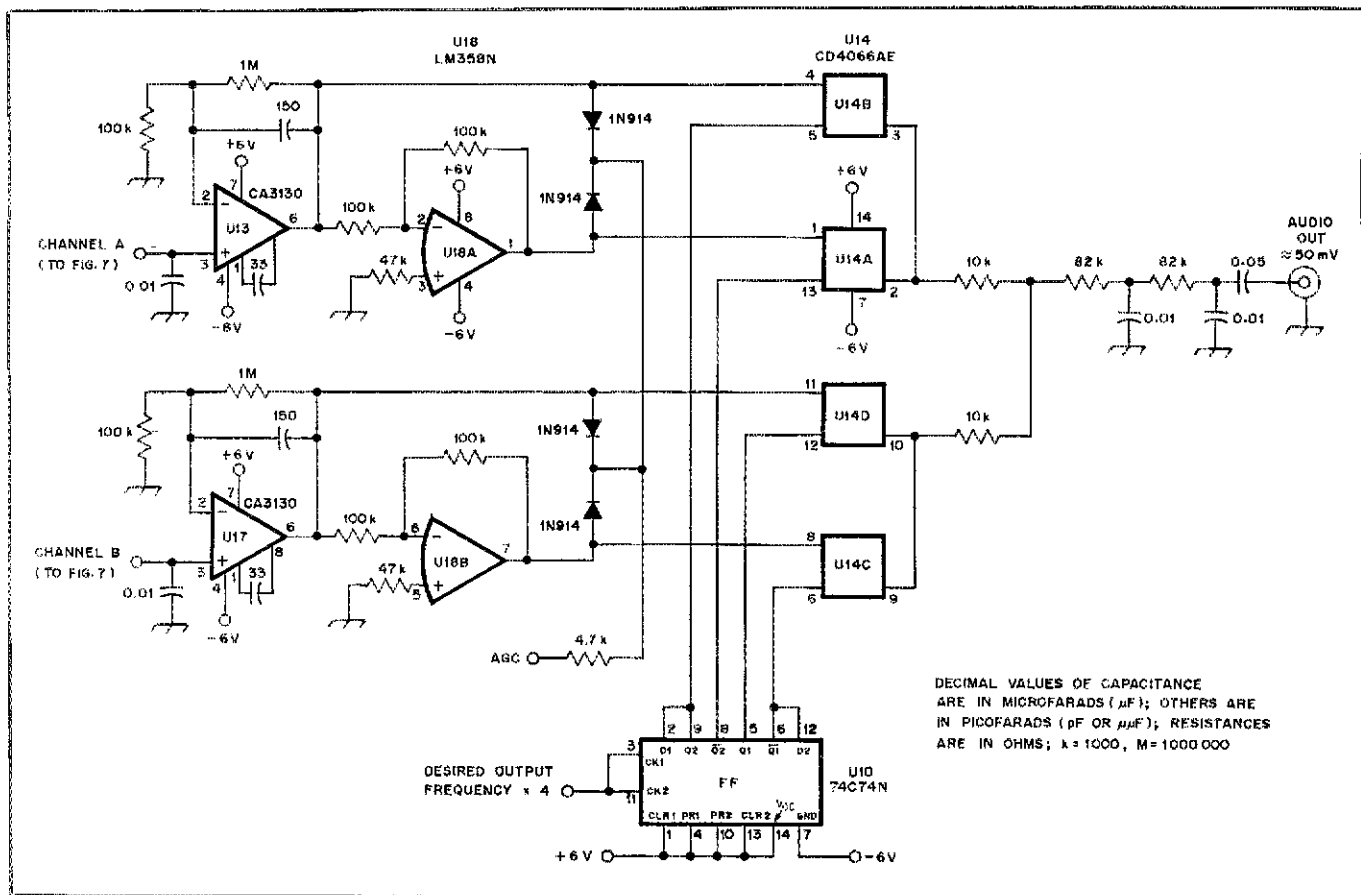 U18
LM358N
U14
CD4066AE
1M
150
100k
+6V
CA3130
7
2
U13
6
3
1
4
33
-6V
CHANNEL A
(TO FIG. 7)
0.01
100k
100k
+6V
8
2
U18A
1
3
4
47k
-6V
1N914
1N914
4
U14B
5
3
+6V
14
1
U14A
13
2
7
-6V
10k
82k
82k
0.05
0.01
0.01
AUDIO
OUT
≈50mV
1M
150
100k
+6V
CA3130
7
2
U17
6
8
3
1
4
33
-6V
CHANNEL B
(TO FIG. 7)
0.01
100k
100k
6
U18B
7
5
47k
1N914
1N914
11
U14D
12
10
10k
8
U14C
6
9
AGC
4.7k
DECIMAL VALUES OF CAPACITANCE
ARE IN MICROFARADS (µF); OTHERS ARE
IN PICOFARADS (pF OR µµF); RESISTANCES
ARE IN OHMS; k=1000, M=1000000
DESIRED OUTPUT
FREQUENCY × 4
2 9 8 5 6 12
D1 Q2 Q̅2 Q1 Q̅1 D2
3
CK1
11
CK2
FF
U10
74C74N
CLR1 PR1 PR2 CLR2 VCC GND
1 4 10 13 14 7
+6V
-6V